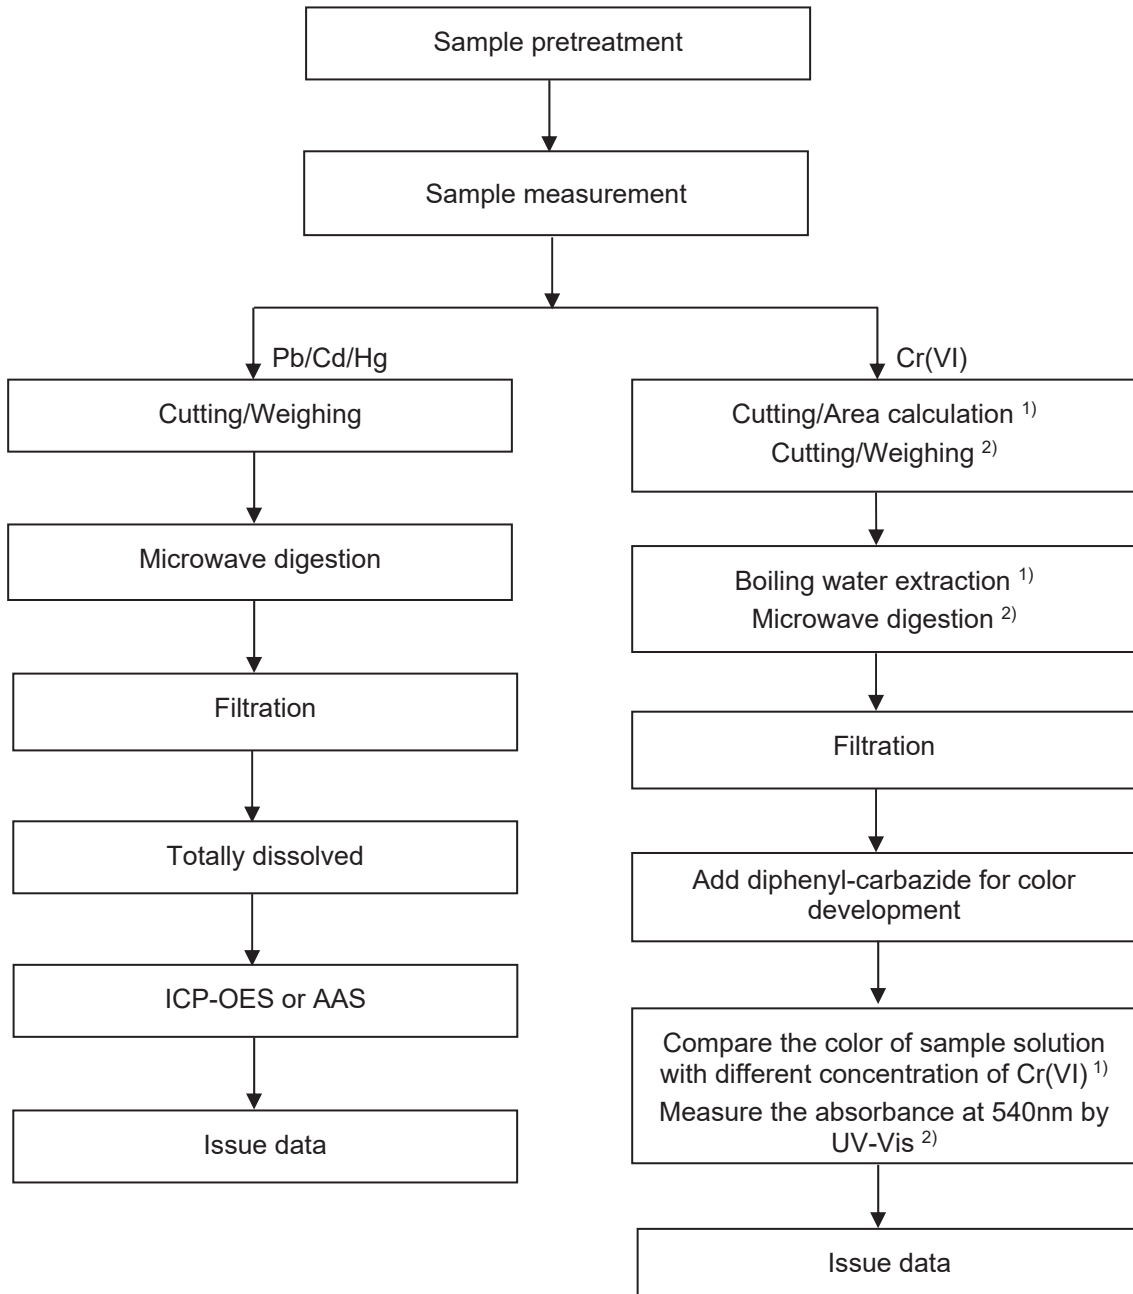 Sample pretreatment
Sample measurement
Pb/Cd/Hg
Cutting/Weighing
Microwave digestion
Filtration
Totally dissolved
ICP-OES or AAS
Issue data
Cr(VI)
Cutting/Area calculation 1)
Cutting/Weighing 2)
Boiling water extraction 1)
Microwave digestion 2)
Filtration
Add diphenyl-carbazide for color
development
Compare the color of sample solution
with different concentration of Cr(VI) 1)
Measure the absorbance at 540nm by
UV-Vis 2)
Issue data